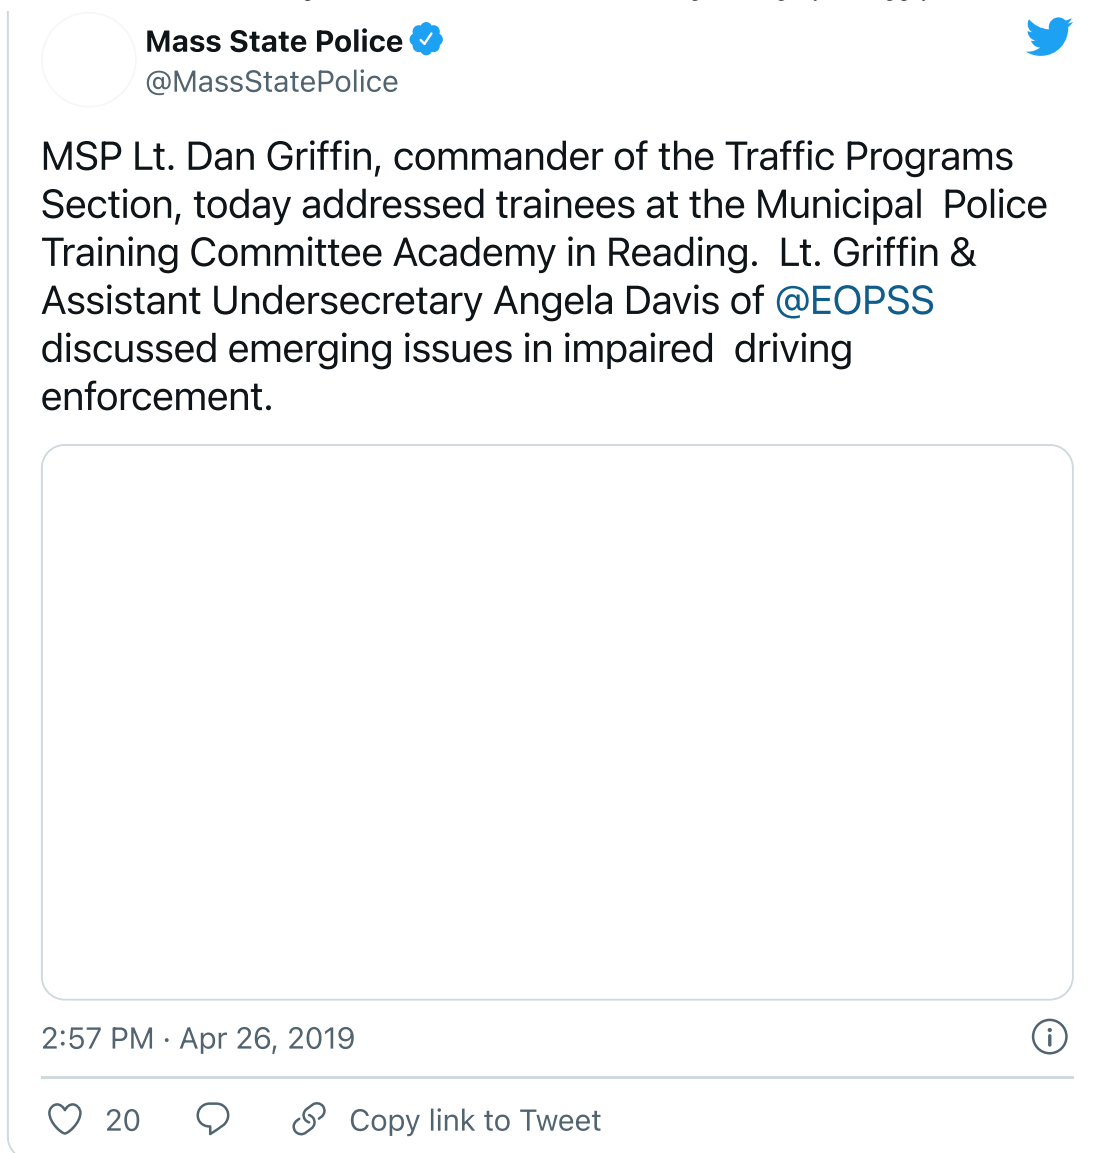 Mass State Police
@MassStatePolice
MSP Lt. Dan Griffin, commander of the Traffic Programs
Section, today addressed trainees at the Municipal  Police
Training Committee Academy in Reading.  Lt. Griffin &
Assistant Undersecretary Angela Davis of @EOPSS
discussed emerging issues in impaired  driving
enforcement.
2:57 PM · Apr 26, 2019
20 Copy link to Tweet